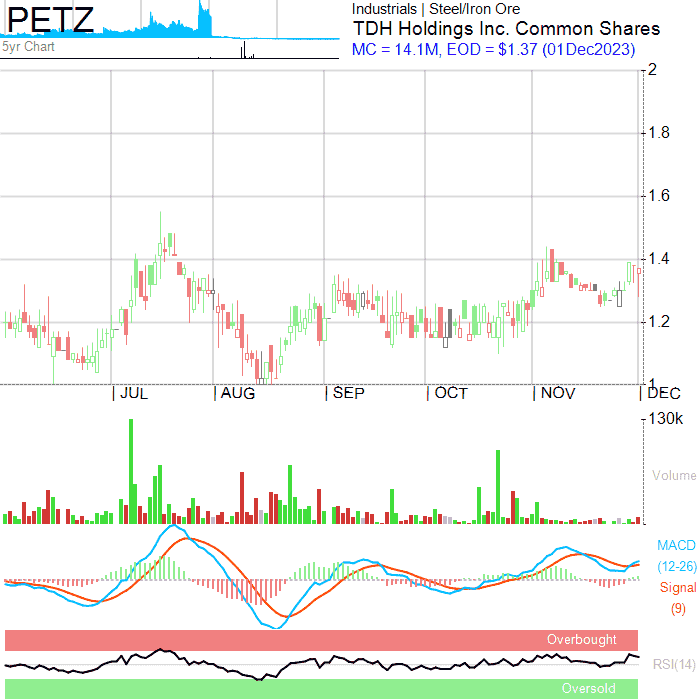 PETZ
5yr Chart
Industrials | Steel/Iron Ore
TDH Holdings Inc. Common Shares
MC = 14.1M, EOD = $1.37 (01Dec2023)
2
1.8
1.6
1.4
1.2
1
JUL AUG SEP OCT NOV DEC
130k
Volume
MACD
(12-26)
Signal
(9)
Overbought
RSI(14)
Oversold